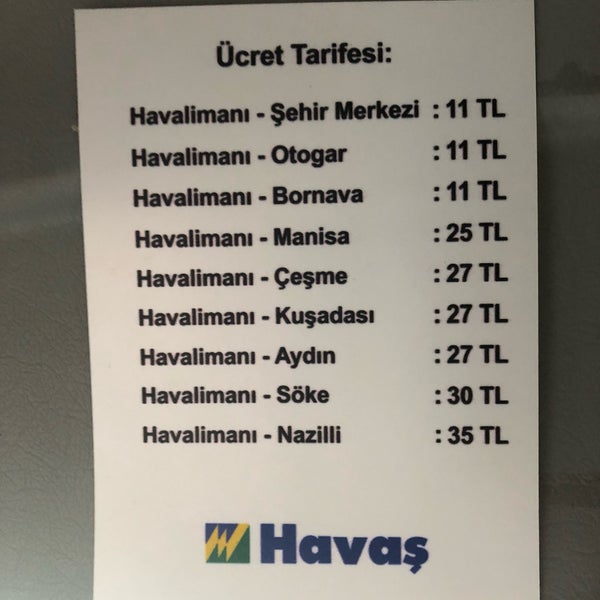 Ücret Tarifesi:
Havalimanı - Şehir Merkezi : 11 TL
Havalimanı - Otogar : 11 TL
Havalimanı - Bornava : 11 TL
Havalimanı - Manisa : 25 TL
Havalimanı - Çeşme : 27 TL
Havalimanı - Kuşadası : 27 TL
Havalimanı - Aydın : 27 TL
Havalimanı - Söke : 30 TL
Havalimanı - Nazilli : 35 TL
Havaş